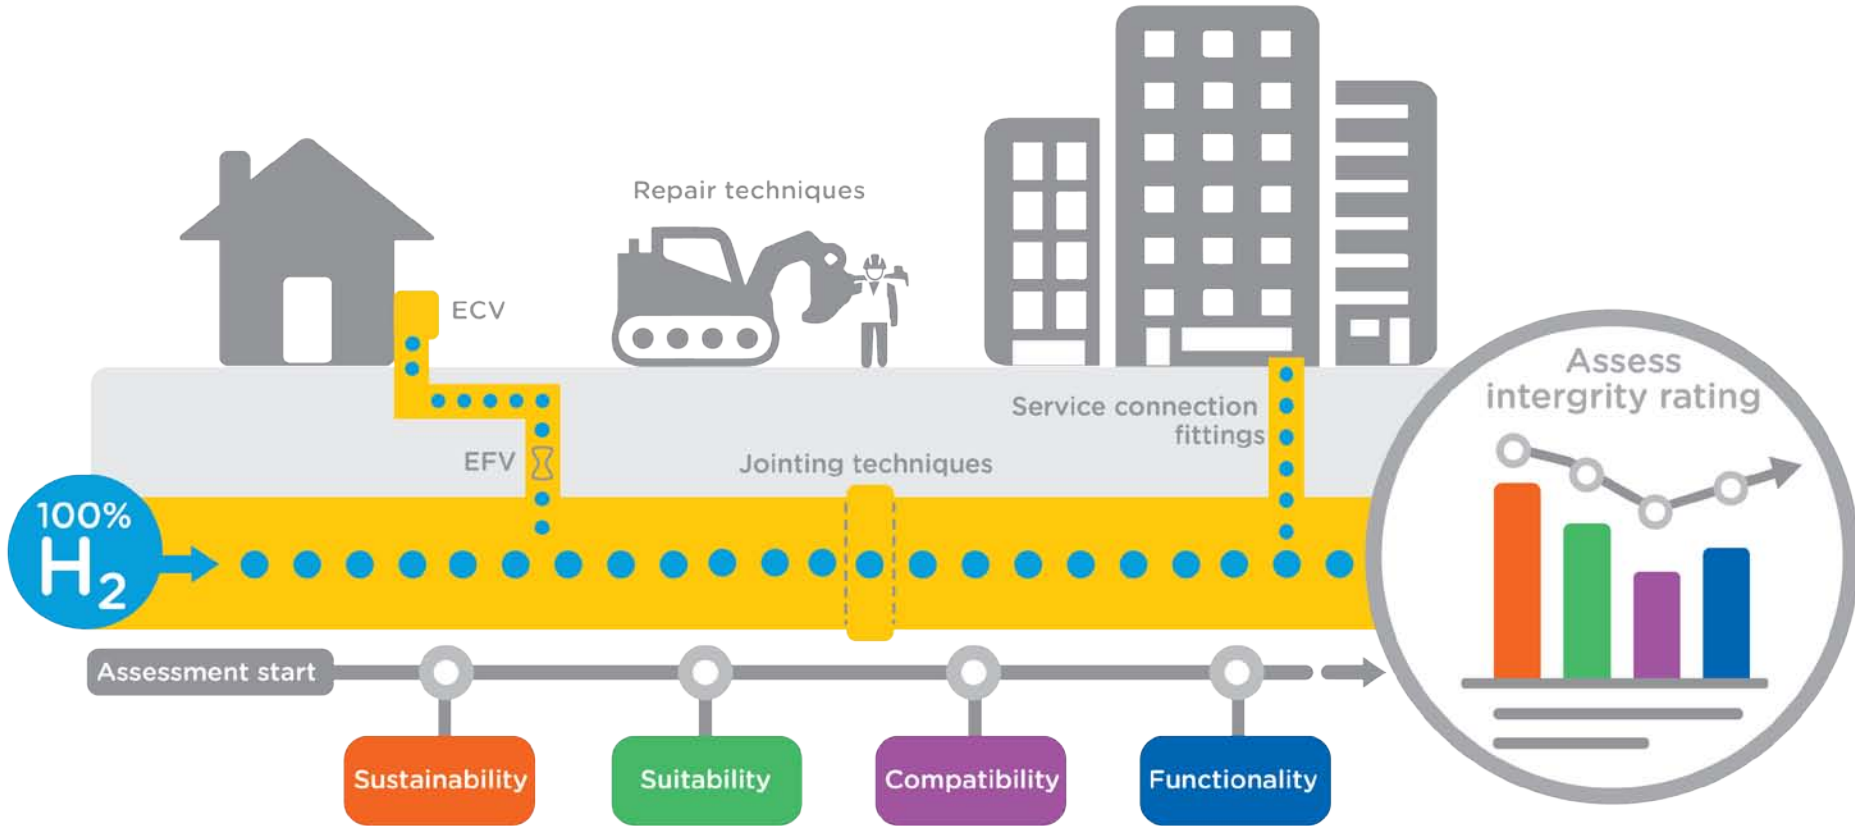 Repair techniques
ECV
Assess
intergrity rating
Service connection
fittings
EFV
Jointing techniques
100%
H2
Assessment start
Sustainability
Suitability
Compatibility
Functionality